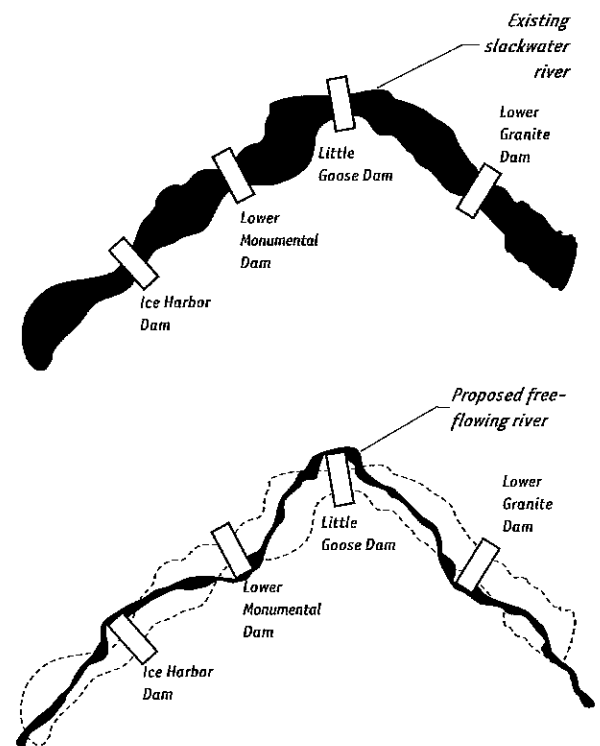 Existing
slackwater
river
Lower
Granite
Dam
Little
Goose Dam
Lower
Monumental
Dam
Ice Harbor
Dam
Proposed free-
flowing river
Lower
Granite
Dam
Little
Goose Dam
Lower
Monumental
Dam
Ice Harbor
Dam